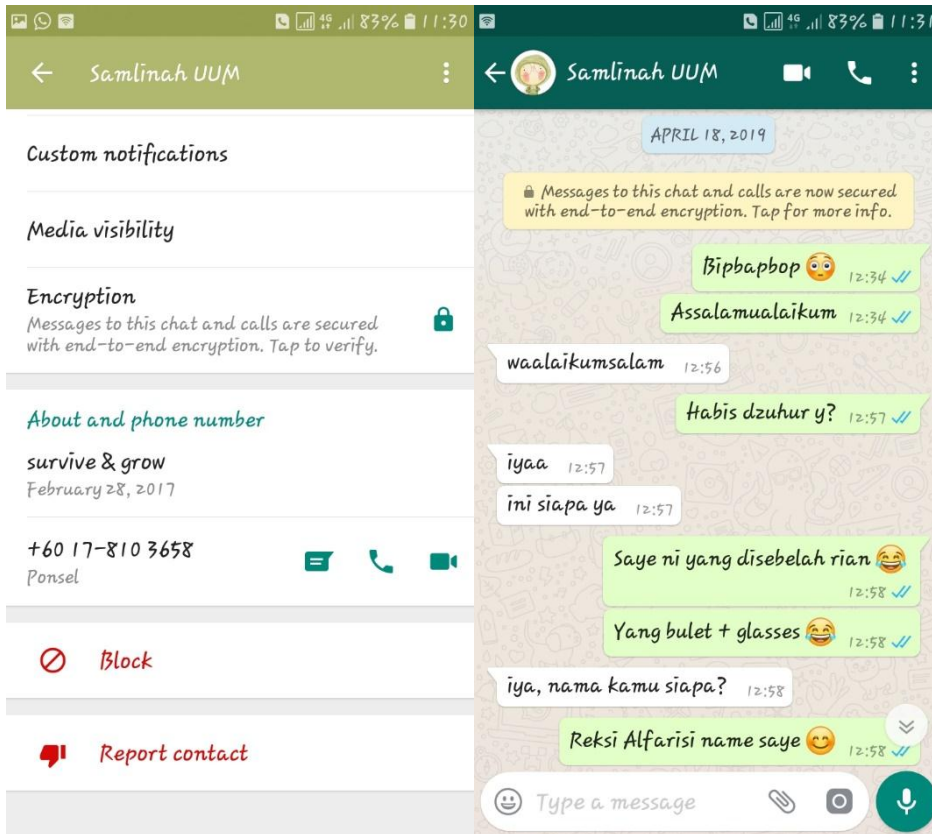 83% 11:30
Samlinah UUM
Custom notifications
Media visibility
Encryption
Messages to this chat and calls are secured
with end-to-end encryption. Tap to verify.
About and phone number
survive & grow
February 28, 2017
+60 17-810 3658
Ponsel
Block
Report contact
4G 83% 11:31
Samlinah UUM
APRIL 18, 2019
Messages to this chat and calls are now secured
with end-to-end encryption. Tap for more info.
Bipbapbop 😳 12:34
Assalamualaikum 12:34
waalaikumsalam 12:56
Habis dzuhur y? 12:57
iyaa 12:57
ini siapa ya 12:57
Saye ni yang disebelah rian 😂
12:58
Yang bulet + glasses 😂 12:58
iya, nama kamu siapa? 12:58
Reksi Alfarisi name saye 😊 12:58
Type a message